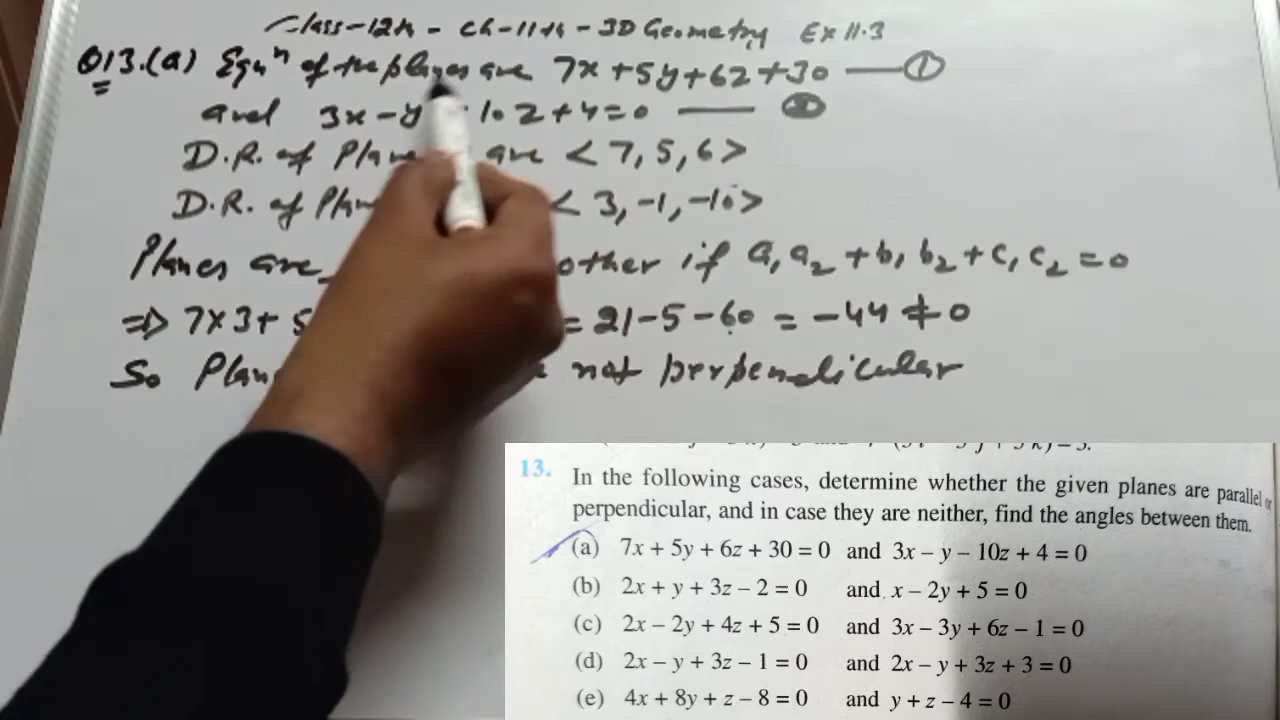 Class-12th - Ch-11th - 3D Geometry Ex 11.3
Q13.(a) Eqnⁿ of the planes are 7x+5y+6z+30 — ①
and 3x-y 10z+4=0 —
D.R. of Plane are <7,5,6>
D.R. of Plan <3,-1,-10>
Planes are other if a₁a₂+b₁b₂+c₁c₂=0
⇒ 7×3+5 =21-5-60=-44≠0
So Plan not perpendicular
13. In the following cases, determine whether the given planes are parallel or
perpendicular, and in case they are neither, find the angles between them.
(a) 7x + 5y + 6z + 30 = 0 and 3x – y – 10z + 4 = 0
(b) 2x + y + 3z – 2 = 0 and x – 2y + 5 = 0
(c) 2x – 2y + 4z + 5 = 0 and 3x – 3y + 6z – 1 = 0
(d) 2x – y + 3z – 1 = 0 and 2x – y + 3z + 3 = 0
(e) 4x + 8y + z – 8 = 0 and y + z – 4 = 0